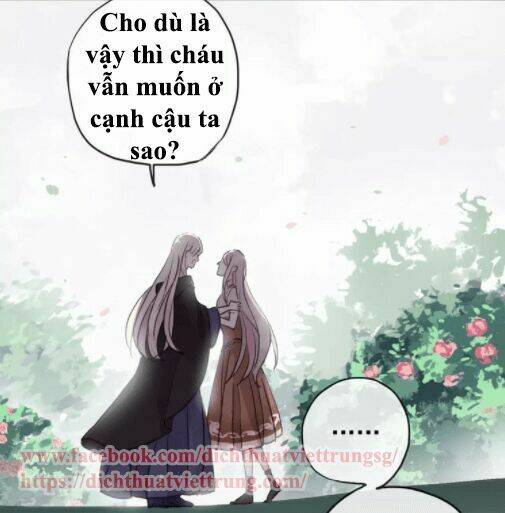 Cho dù là
vậy thì cháu
vẫn muốn ở
cạnh cậu ta
sao?
......
www.facebook.com/dichthuatviettrungsg/
https://dichthuatviettrung.com/